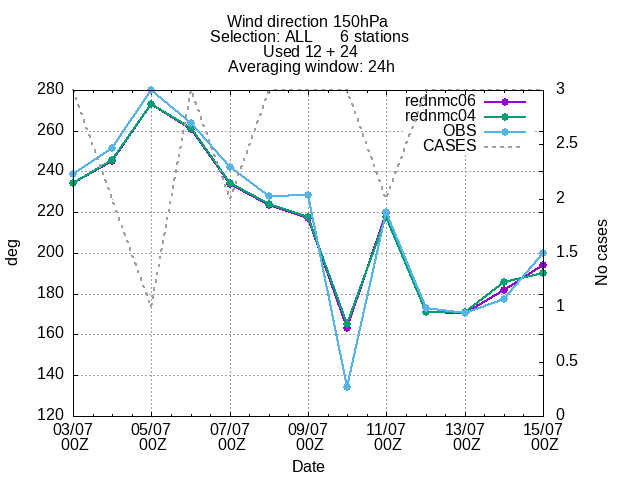 Wind direction 150hPa
Selection: ALL 6 stations
Used 12 + 24
Averaging window: 24h
rednmc06
rednmc04
OBS
CASES
280
260
240
220
200
180
160
140
120
deg
3
2.5
2
1.5
1
0.5
0
No cases
03/07 05/07 07/07 09/07 11/07 13/07 15/07
00Z 00Z 00Z 00Z 00Z 00Z 00Z
Date